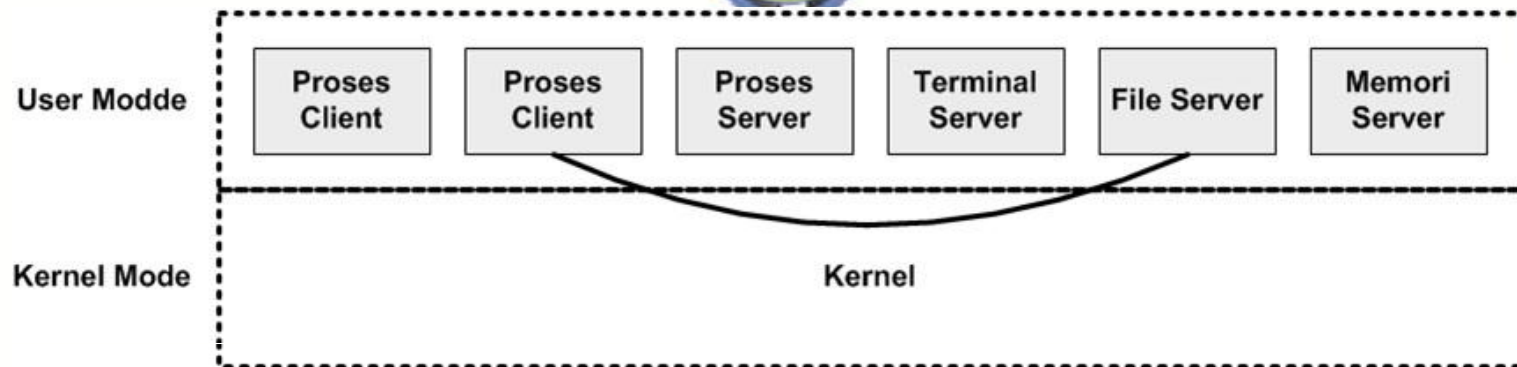 User Modde
Proses
Client
Proses
Client
Proses
Server
Terminal
Server
File Server
Memori
Server
Kernel Mode
Kernel